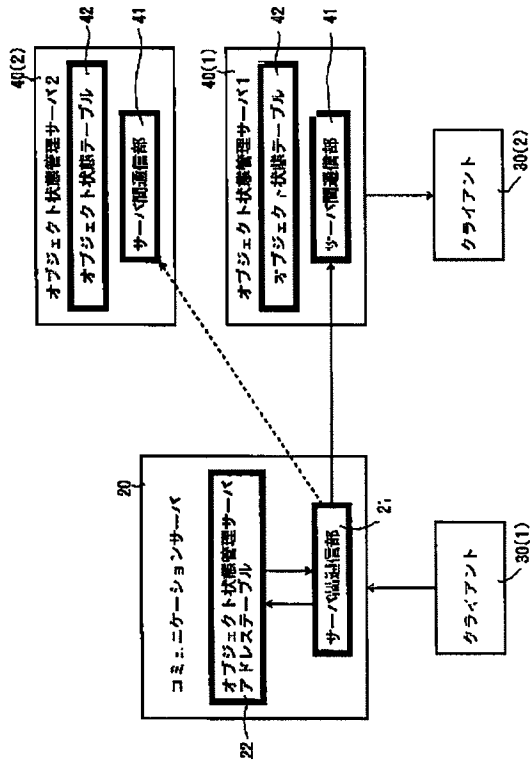 20
コミュニケーションサーバ
オブジェクト状態管理サーバ
アドレステーブル
22
サーバ間通信部
21
クライアント
30(1)
40(2)
オブジェクト状態管理サーバ2
オブジェクト状態テーブル
42
サーバ間通信部
41
40(1)
オブジェクト状態管理サーバ1
オブジェクト状態テーブル
42
サーバ間通信部
41
クライアント
30(2)